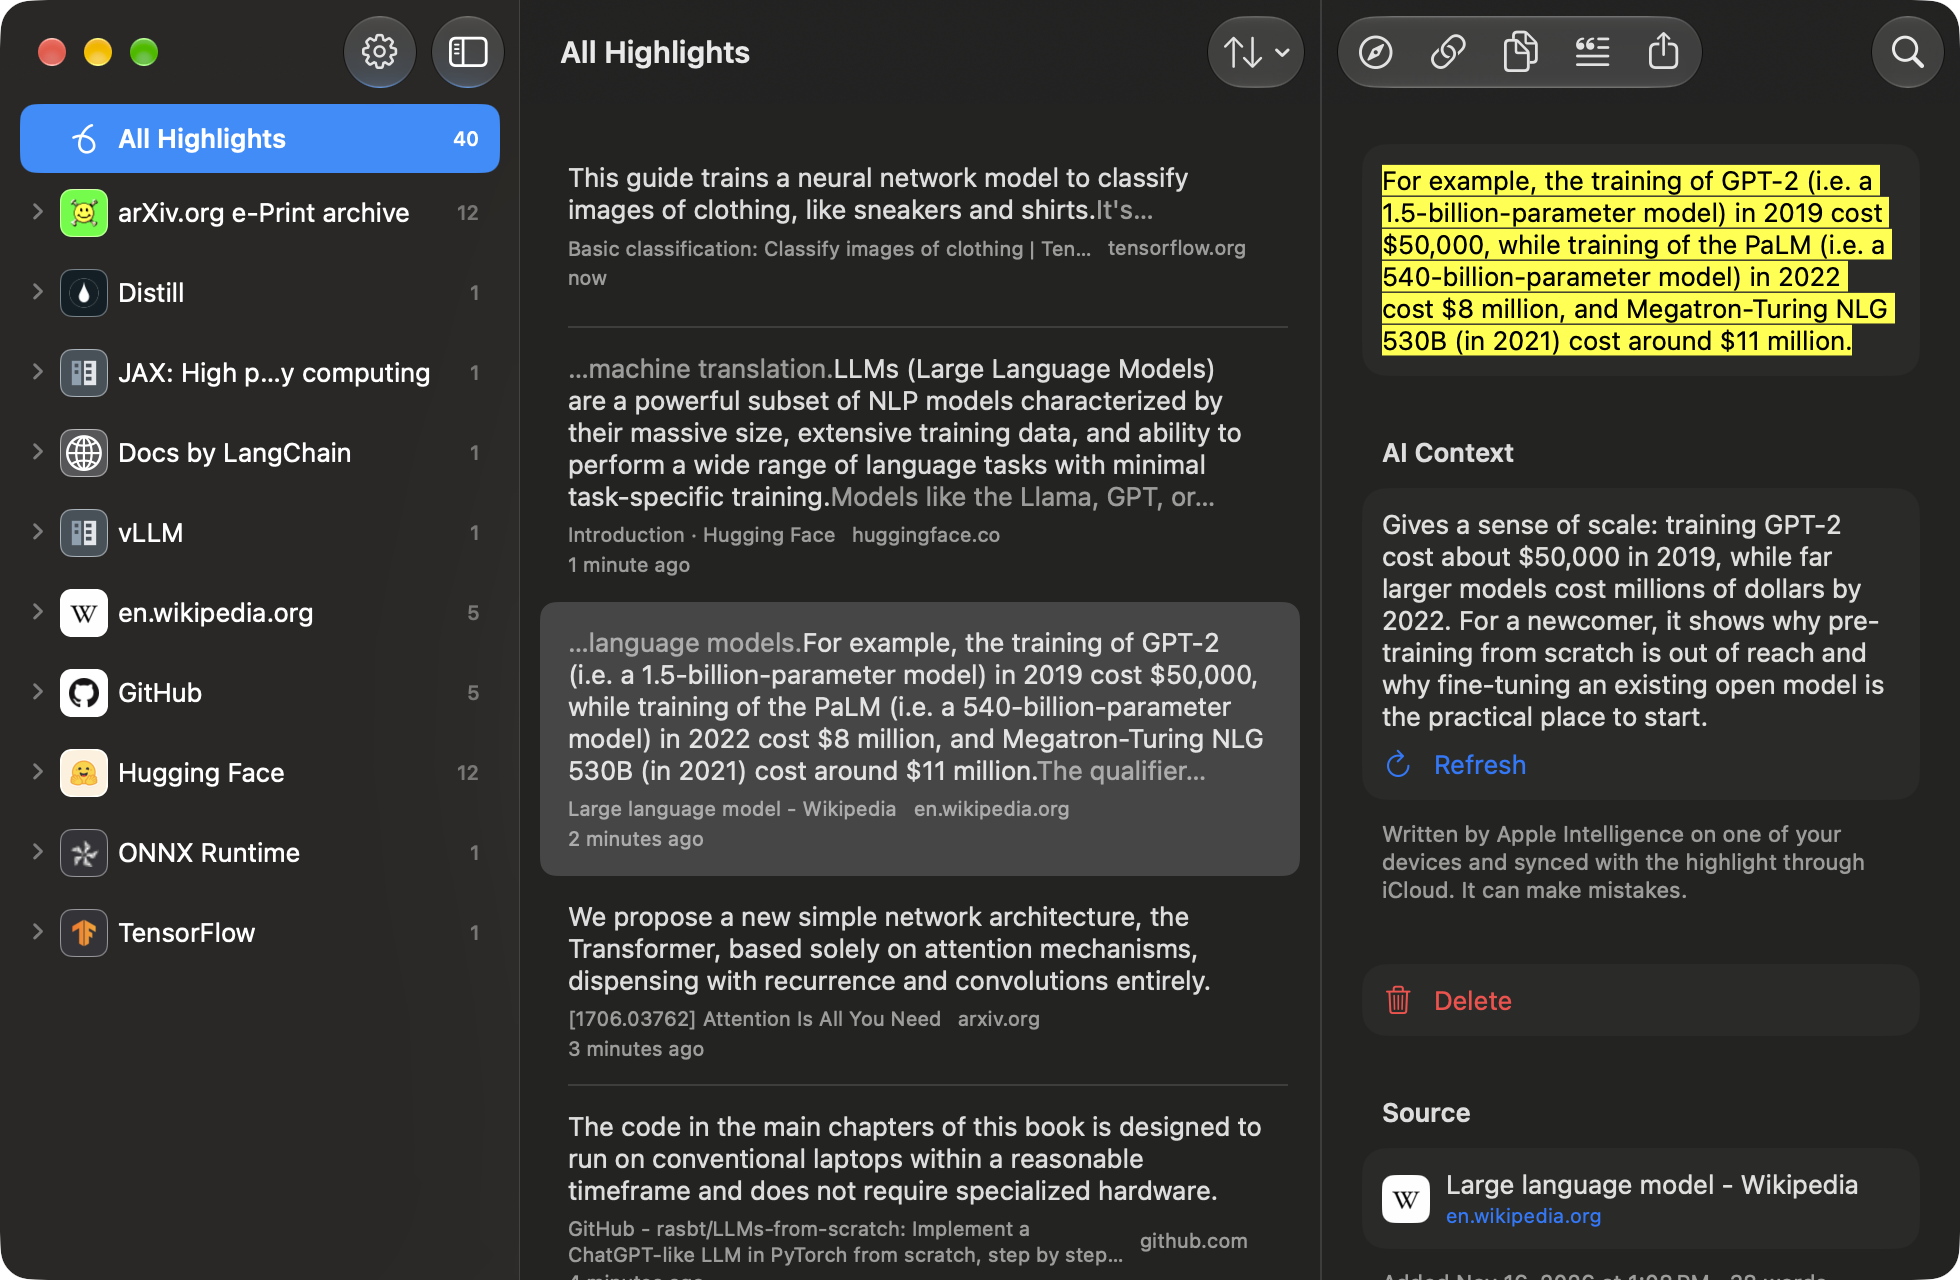 All Highlights
40
arXiv.org e-Print archive
12
Distill
1
JAX: High p...y computing
1
Docs by LangChain
1
vLLM
1
en.wikipedia.org
5
GitHub
5
Hugging Face
12
ONNX Runtime
1
TensorFlow
1
All Highlights
This guide trains a neural network model to classify
images of clothing, like sneakers and shirts.It's...
Basic classification: Classify images of clothing | Ten... tensorflow.org
now
...machine translation.LLMs (Large Language Models)
are a powerful subset of NLP models characterized by
their massive size, extensive training data, and ability to
perform a wide range of language tasks with minimal
task-specific training.Models like the Llama, GPT, or...
Introduction · Hugging Face huggingface.co
1 minute ago
...language models.For example, the training of GPT-2
(i.e. a 1.5-billion-parameter model) in 2019 cost $50,000,
while training of the PaLM (i.e. a 540-billion-parameter
model) in 2022 cost $8 million, and Megatron-Turing NLG
530B (in 2021) cost around $11 million.The qualifier...
Large language model - Wikipedia en.wikipedia.org
2 minutes ago
We propose a new simple network architecture, the
Transformer, based solely on attention mechanisms,
dispensing with recurrence and convolutions entirely.
[1706.03762] Attention Is All You Need arxiv.org
3 minutes ago
The code in the main chapters of this book is designed to
run on conventional laptops within a reasonable
timeframe and does not require specialized hardware.
GitHub - rasbt/LLMs-from-scratch: Implement a
ChatGPT-like LLM in PyTorch from scratch, step by step...
github.com
For example, the training of GPT-2 (i.e. a
1.5-billion-parameter model) in 2019 cost
$50,000, while training of the PaLM (i.e. a
540-billion-parameter model) in 2022
cost $8 million, and Megatron-Turing NLG
530B (in 2021) cost around $11 million.
AI Context
Gives a sense of scale: training GPT-2
cost about $50,000 in 2019, while far
larger models cost millions of dollars by
2022. For a newcomer, it shows why pre-
training from scratch is out of reach and
why fine-tuning an existing open model is
the practical place to start.
Refresh
Written by Apple Intelligence on one of your
devices and synced with the highlight through
iCloud. It can make mistakes.
Delete
Source
W
Large language model - Wikipedia
en.wikipedia.org